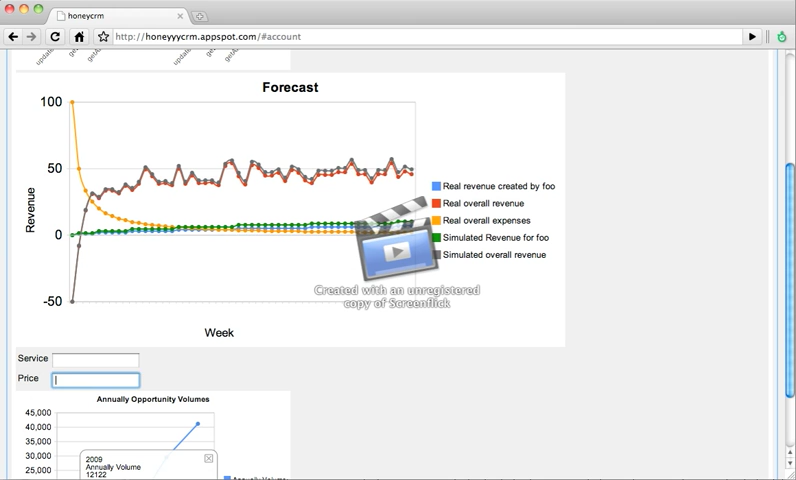 honeycrm
http://honeyyycrm.appspot.com/#account
Forecast
100
50
0
-50
Revenue
Week
Real revenue created by foo
Real overall revenue
Real overall expenses
Simulated Revenue for foo
Simulated overall revenue
Created with an unregistered
copy of Screenflick
Service
Price
Annually Opportunity Volumes
45,000
40,000
35,000
30,000
25,000
2009
Annually Volume
12122